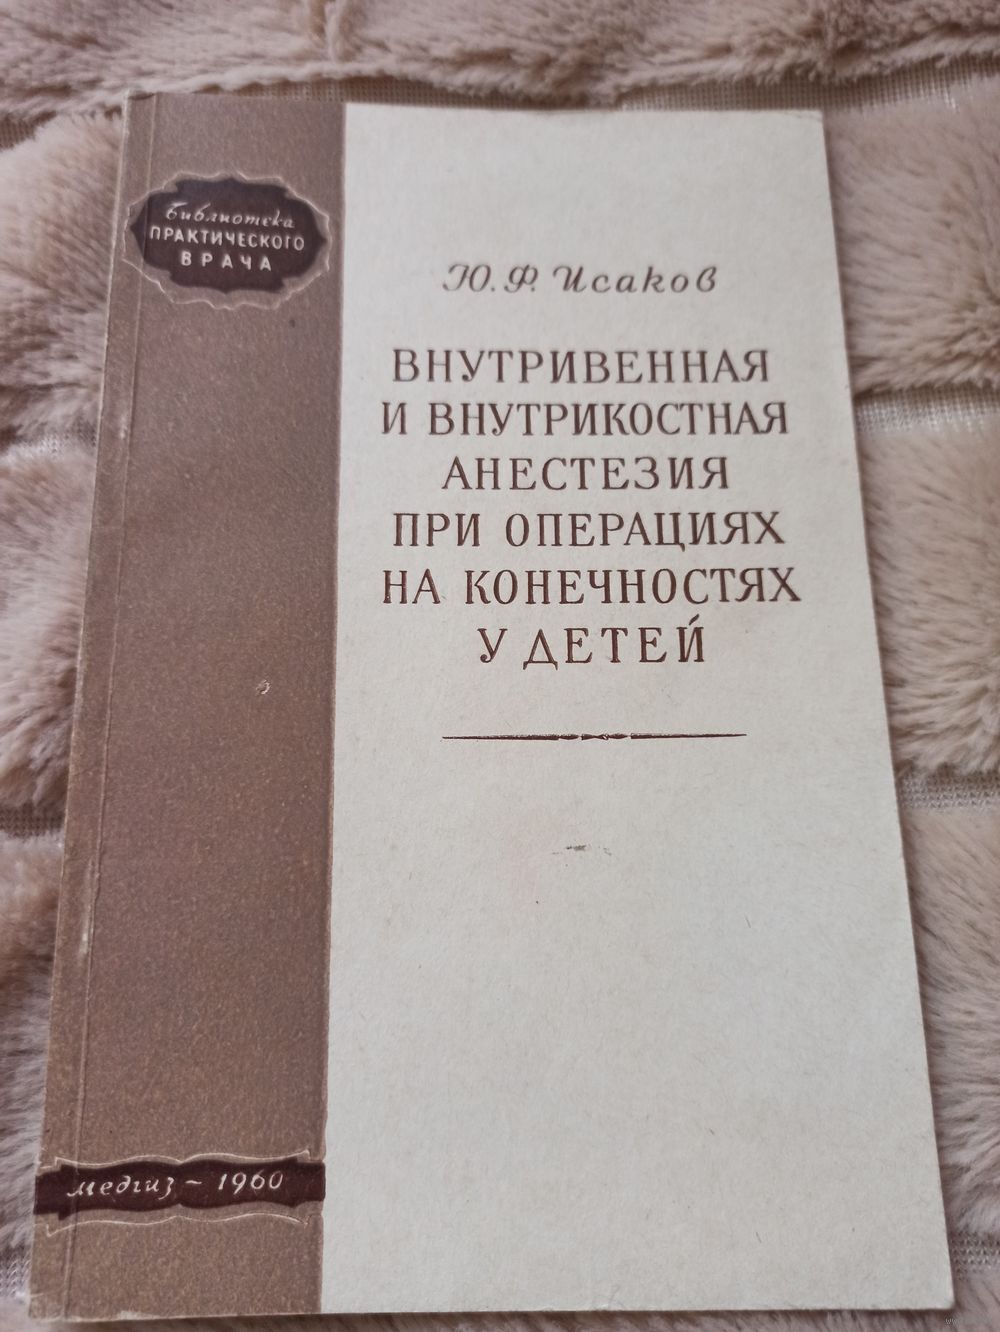 Библиотека
ПРАКТИЧЕСКОГО
ВРАЧА
Ю. Ф. Исаков
ВНУТРИВЕННАЯ
И ВНУТРИКОСТНАЯ
АНЕСТЕЗИЯ
ПРИ ОПЕРАЦИЯХ
НА КОНЕЧНОСТЯХ
У ДЕТЕЙ
медгиз – 1960